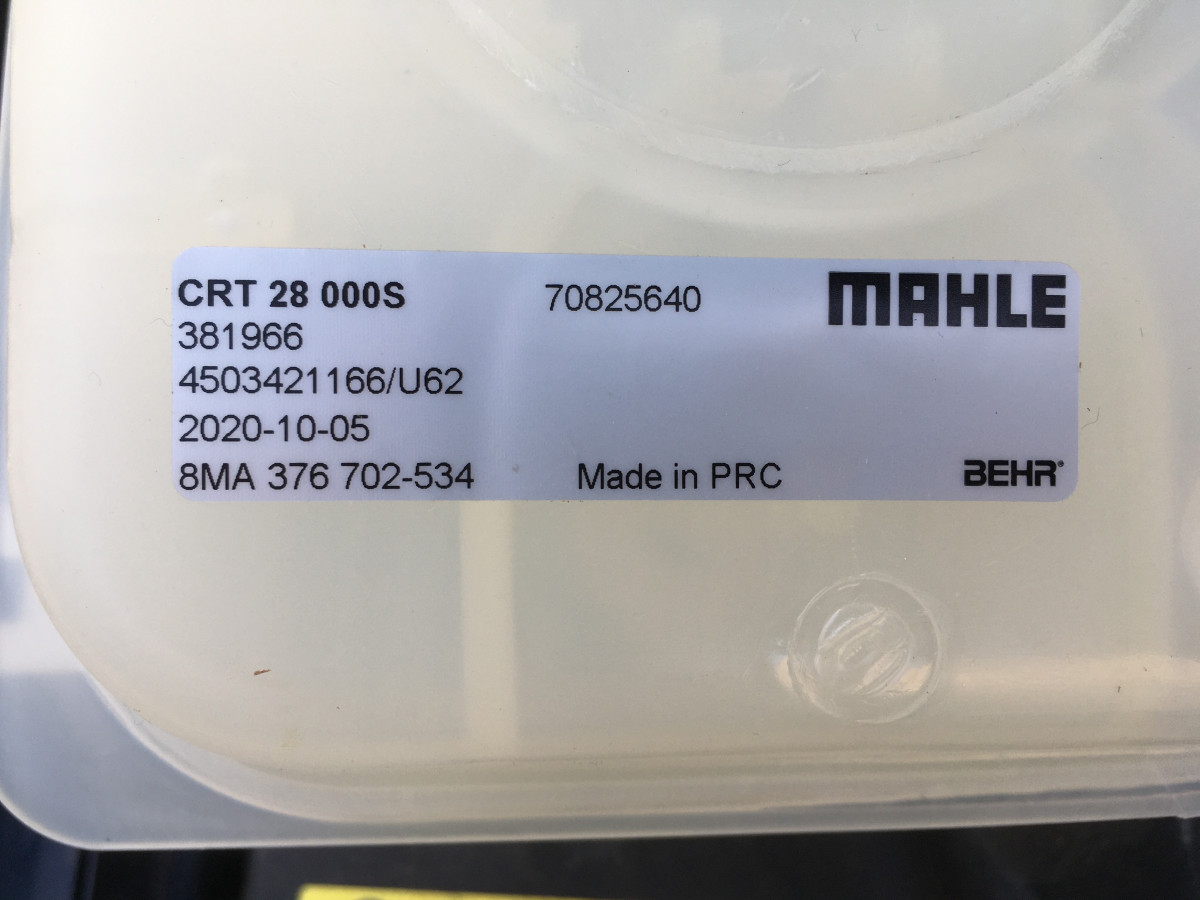 CRT 28 000S 70825640 MAHLE
381966
4503421166/U62
2020-10-05
8MA 376 702-534 Made in PRC BEHR®